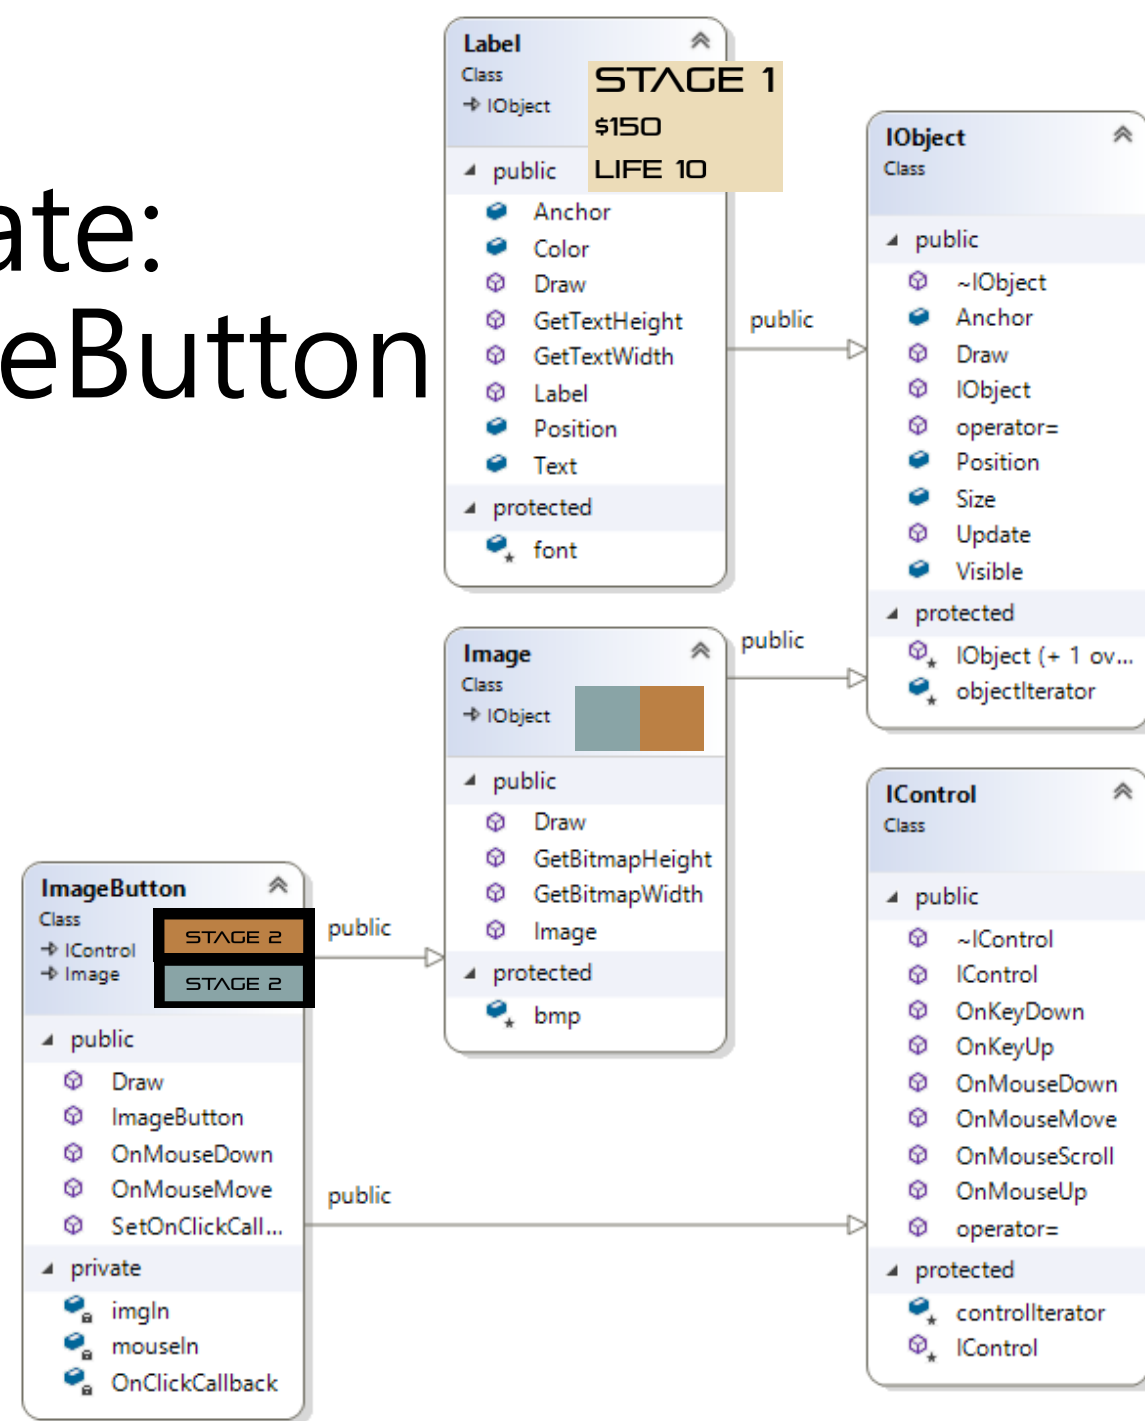 ate:
eButton
Label
Class
IObject
STAGE 1
$150
LIFE 10
public
Anchor
Color
Draw
GetTextHeight
GetTextWidth
Label
Position
Text
protected
font
public
IObject
Class
public
~IObject
Anchor
Draw
IObject
operator=
Position
Size
Update
Visible
protected
IObject (+ 1 ov...
objectIterator
Image
Class
IObject
public
Draw
GetBitmapHeight
GetBitmapWidth
Image
protected
bmp
public
IControl
Class
public
~IControl
IControl
OnKeyDown
OnKeyUp
OnMouseDown
OnMouseMove
OnMouseScroll
OnMouseUp
operator=
protected
controlIterator
IControl
ImageButton
Class
IControl
Image
STAGE 2
STAGE 2
public
Draw
ImageButton
OnMouseDown
OnMouseMove
SetOnClickCall...
private
imgIn
mouseIn
OnClickCallback
public
public